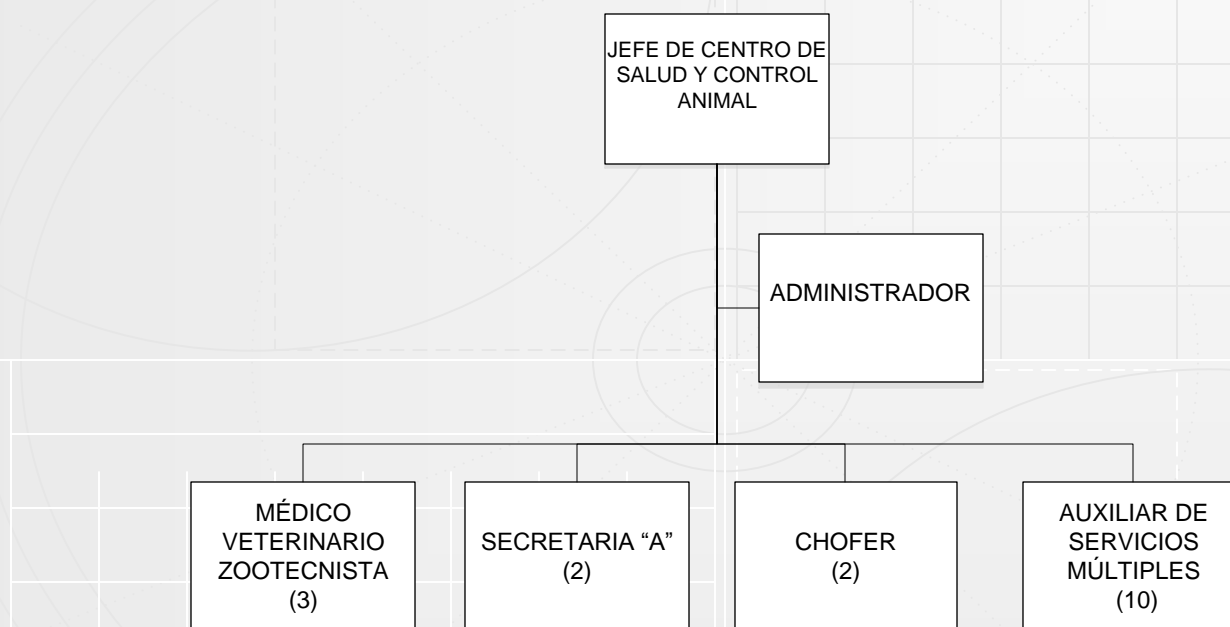 JEFE DE CENTRO DE
SALUD Y CONTROL
ANIMAL
ADMINISTRADOR
MÉDICO
VETERINARIO
ZOOTECNISTA
(3)
SECRETARIA “A”
(2)
CHOFER
(2)
AUXILIAR DE
SERVICIOS
MÚLTIPLES
(10)